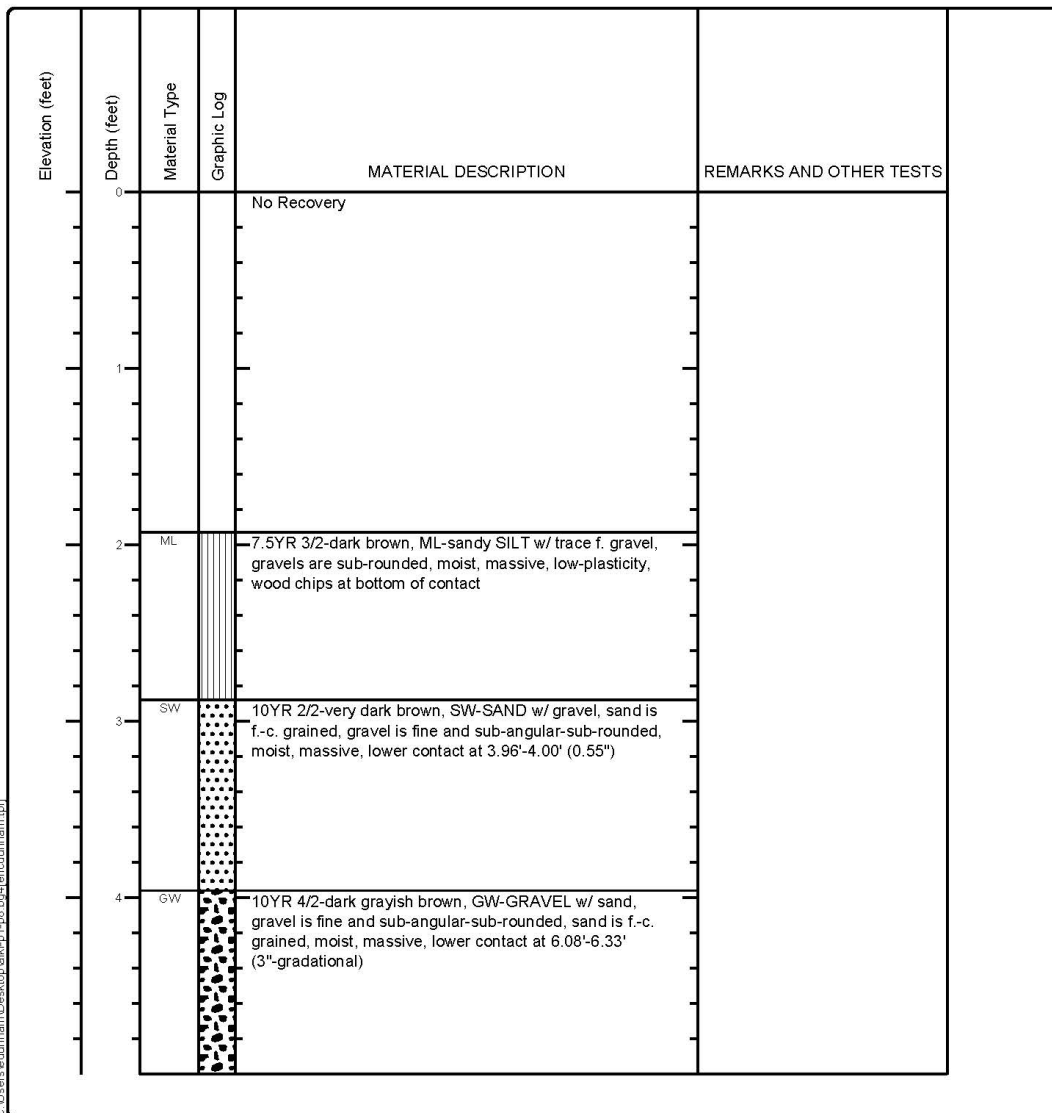 Elevation (feet)
Depth (feet)
Material Type
Graphic Log
MATERIAL DESCRIPTION
REMARKS AND OTHER TESTS
0
No Recovery
1
2
ML
7.5YR 3/2-dark brown, ML-sandy SILT w/ trace f. gravel,
gravels are sub-rounded, moist, massive, low-plasticity,
wood chips at bottom of contact
SW
10YR 2/2-very dark brown, SW-SAND w/ gravel, sand is
3
f.-c. grained, gravel is fine and sub-angular-sub-rounded,
moist, massive, lower contact at 3.96'-4.00' (0.55")
4
GW
10YR 4/2-dark grayish brown, GW-GRAVEL w/ sand,
gravel is fine and sub-angular-sub-rounded, sand is f.-c.
grained, moist, massive, lower contact at 6.08'-6.33'
(3"-gradational)